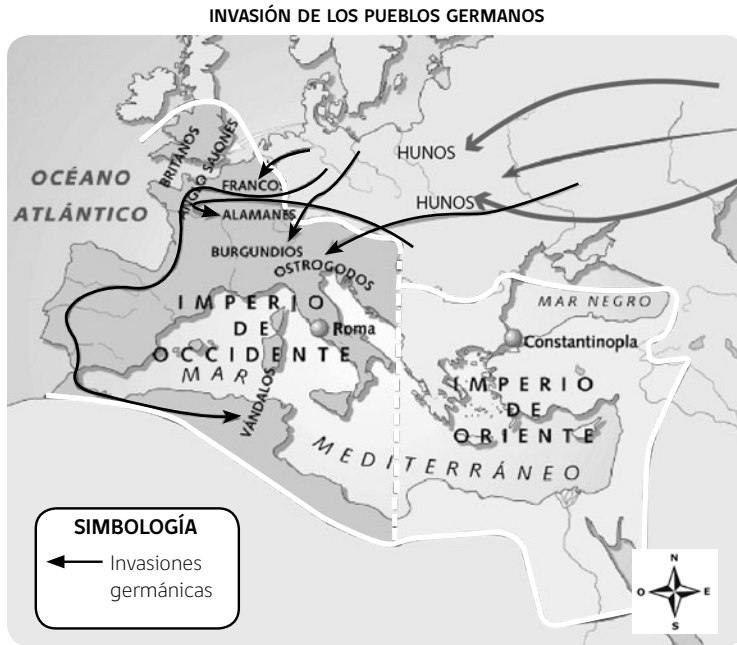 INVASIÓN DE LOS PUEBLOS GERMANOS
HUNOS
HUNOS
BRITANOS
ANGLO SAJONES
OCÉANO
ATLÁNTICO
FRANCOS
ALAMANES
BURGUNDIOS
OSTROGODOS
IMPERIO
DE
OCCIDENTE
Roma
MAR NEGRO
Constantinopla
IMPERIO
DE
ORIENTE
VÁNDALOS
MAR
MEDITERRÁNEO
SIMBOLOGÍA
Invasiones
germánicas
N
O
E
S